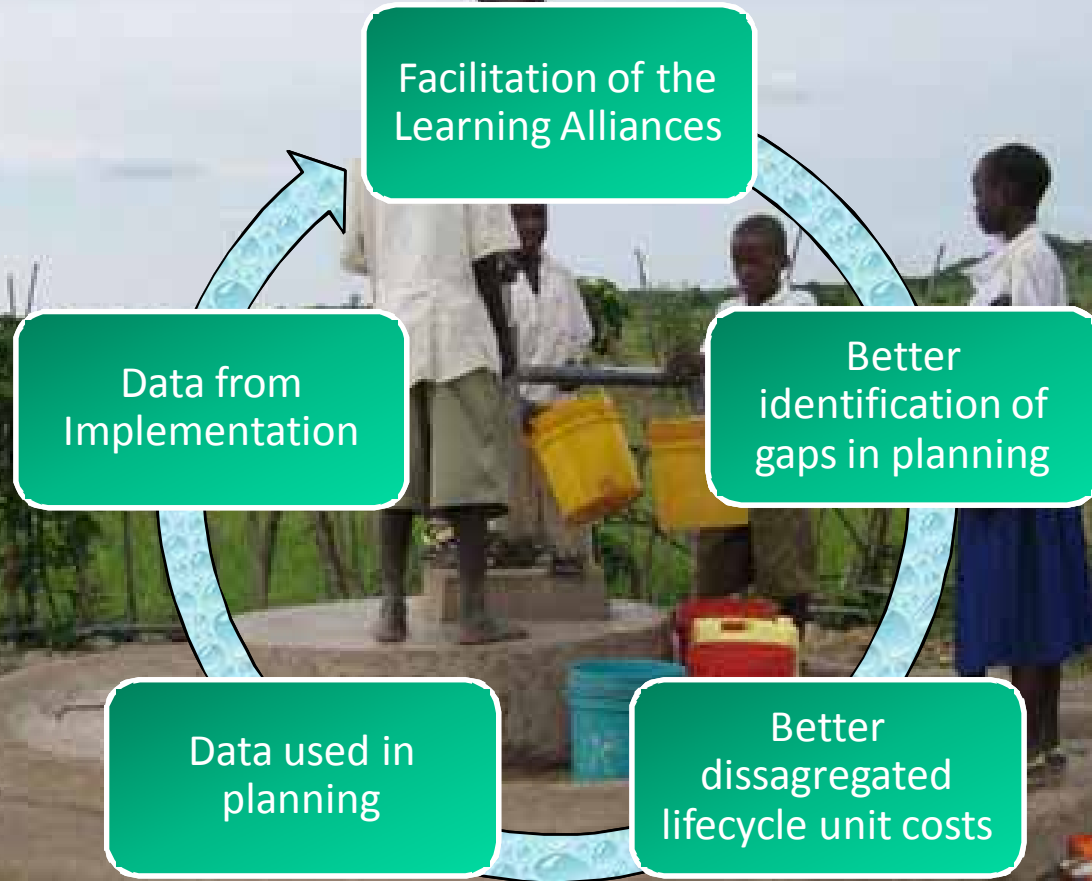 Facilitation of the
Learning Alliances
Better
identification of
gaps in planning
Better
dissagregated
lifecycle unit costs
Data used in
planning
Data from
Implementation